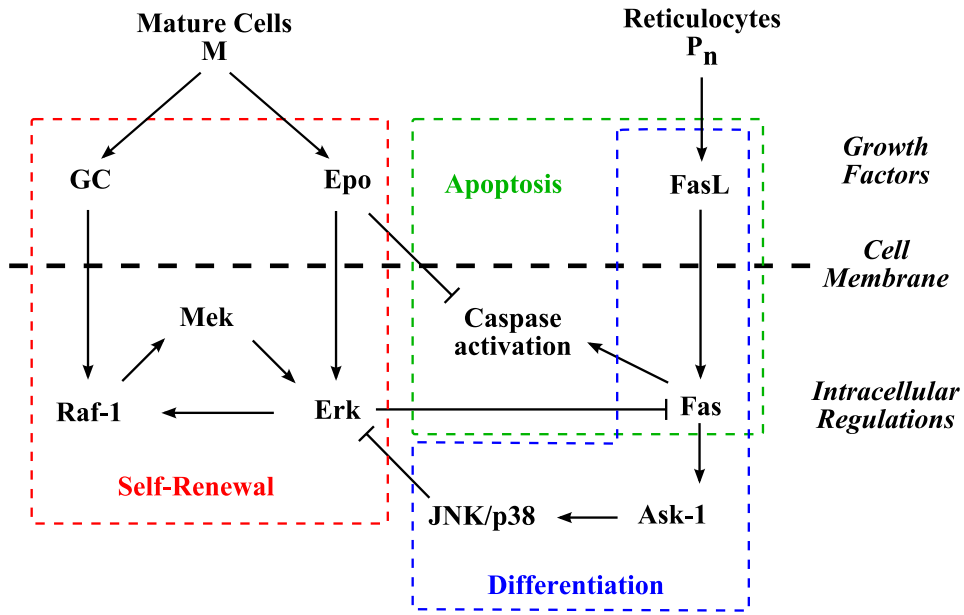 Mature Cells
M
Reticulocytes
Pn
GC
Epo
Apoptosis
FasL
Growth
Factors
Cell
Membrane
Mek
Caspase
activation
Raf-1
Erk
Fas
Intracellular
Regulations
Self-Renewal
JNK/p38
Ask-1
Differentiation